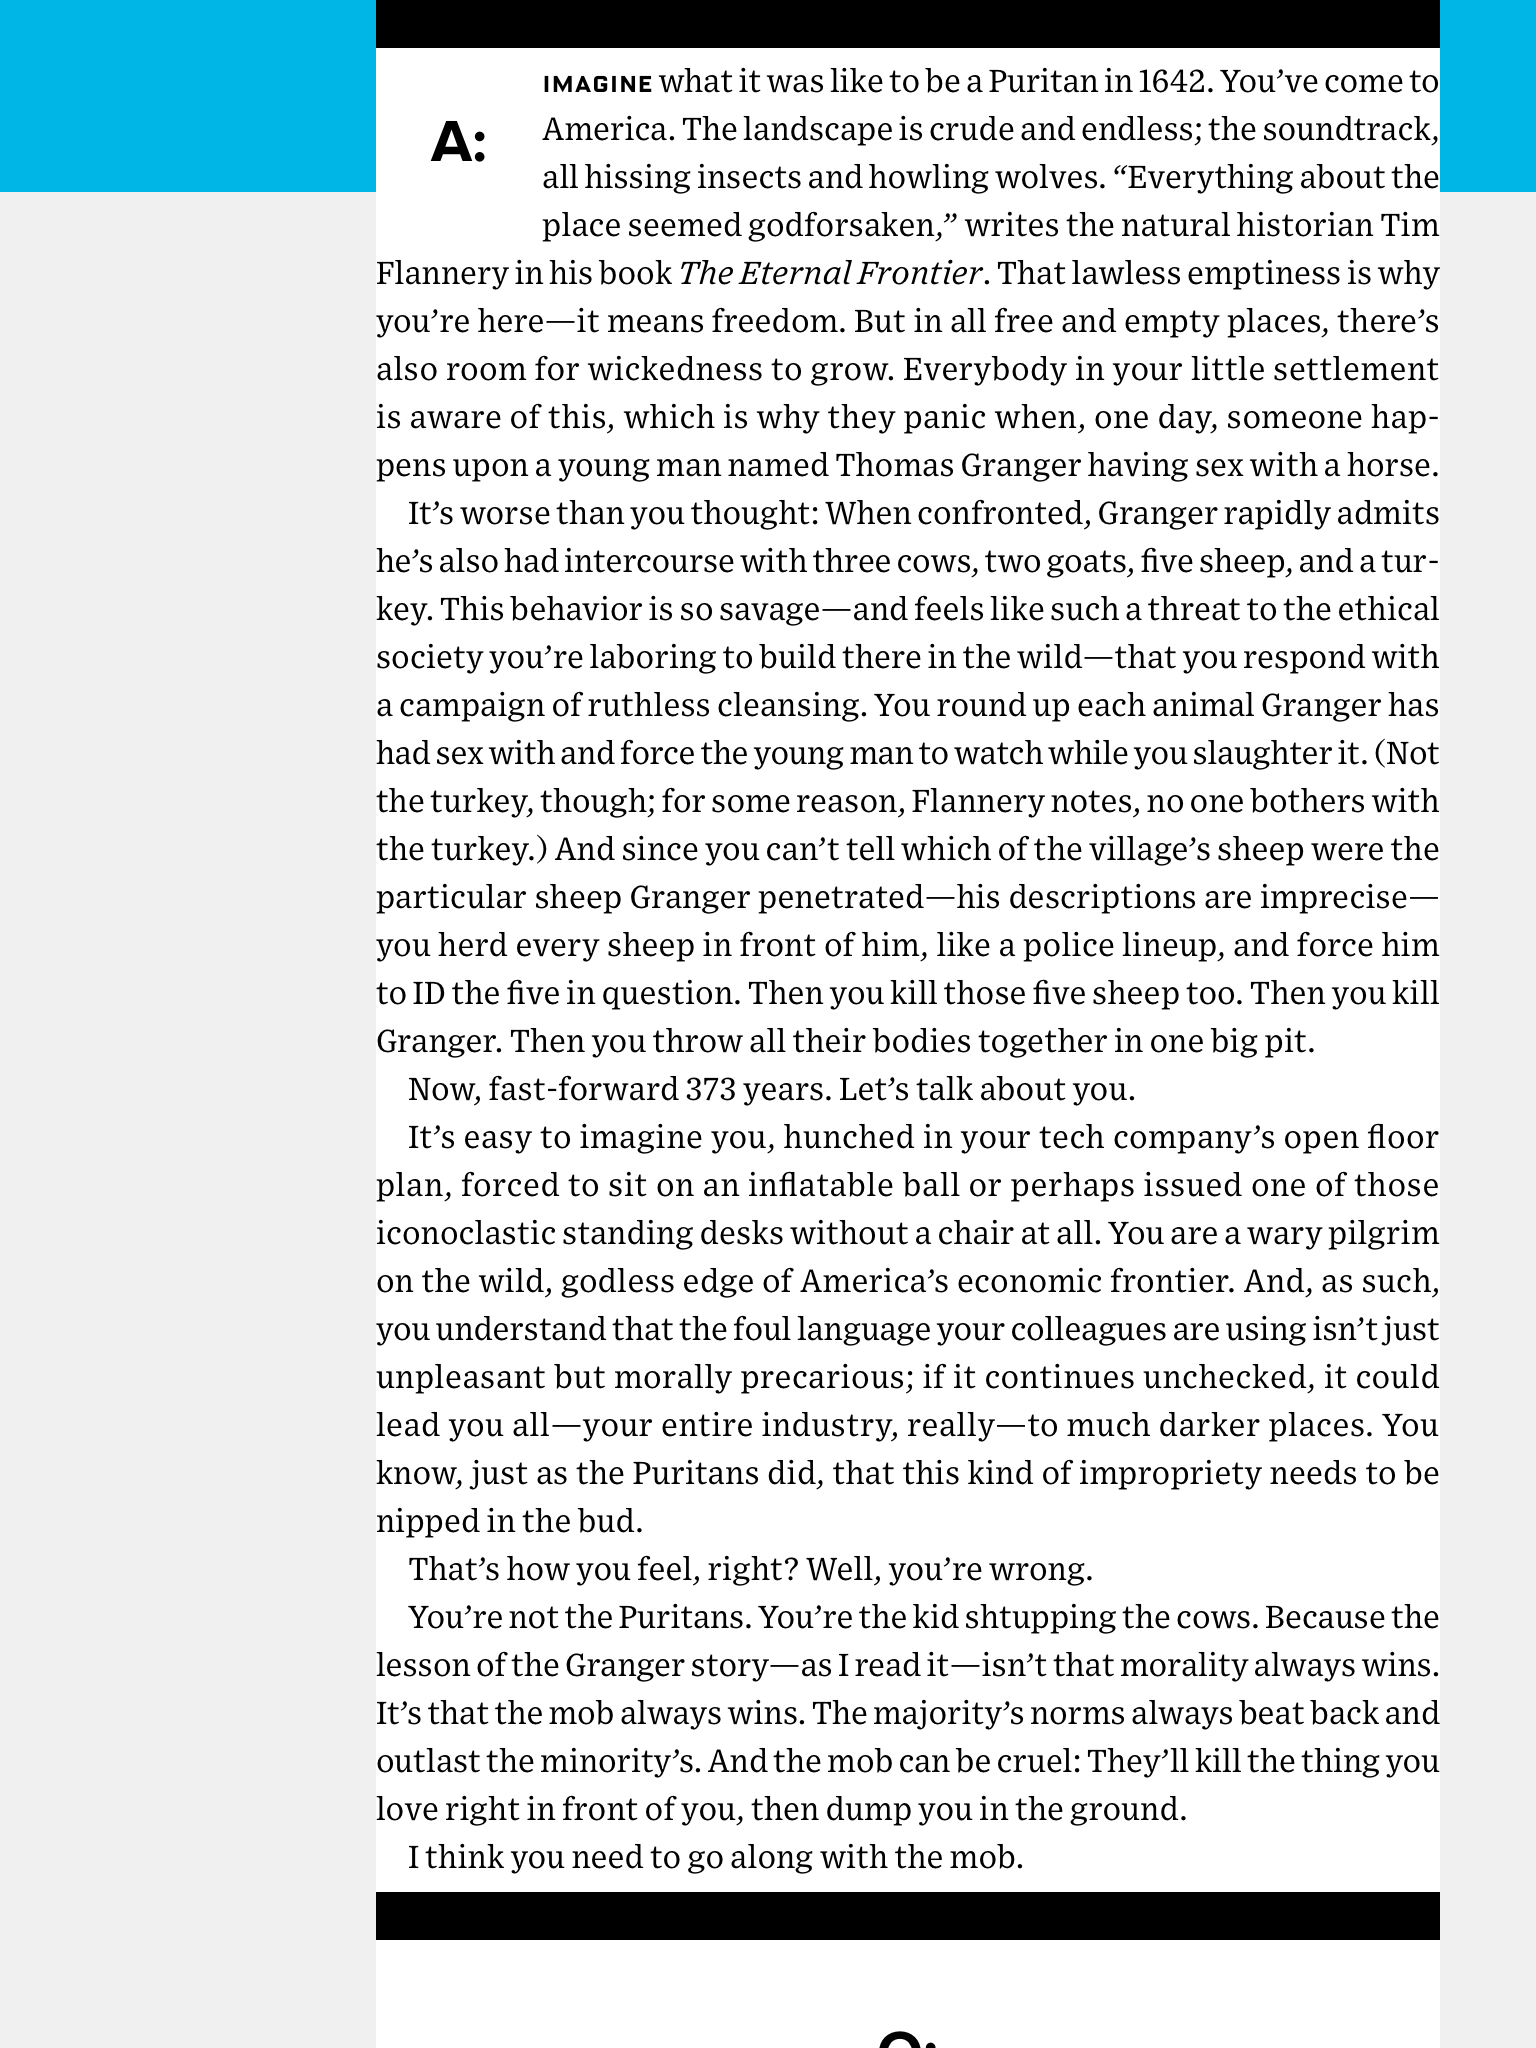 IMAGINE what it was like to be a Puritan in 1642. You’ve come to
A:
America. The landscape is crude and endless; the soundtrack,
all hissing insects and howling wolves. “Everything about the
place seemed godforsaken,” writes the natural historian Tim
Flannery in his book The Eternal Frontier. That lawless emptiness is why
you’re here—it means freedom. But in all free and empty places, there’s
also room for wickedness to grow. Everybody in your little settlement
is aware of this, which is why they panic when, one day, someone hap-
pens upon a young man named Thomas Granger having sex with a horse.
It’s worse than you thought: When confronted, Granger rapidly admits
he’s also had intercourse with three cows, two goats, five sheep, and a tur-
key. This behavior is so savage—and feels like such a threat to the ethical
society you’re laboring to build there in the wild—that you respond with
a campaign of ruthless cleansing. You round up each animal Granger has
had sex with and force the young man to watch while you slaughter it. (Not
the turkey, though; for some reason, Flannery notes, no one bothers with
the turkey.) And since you can’t tell which of the village’s sheep were the
particular sheep Granger penetrated—his descriptions are imprecise—
you herd every sheep in front of him, like a police lineup, and force him
to ID the five in question. Then you kill those five sheep too. Then you kill
Granger. Then you throw all their bodies together in one big pit.
Now, fast-forward 373 years. Let’s talk about you.
It’s easy to imagine you, hunched in your tech company’s open floor
plan, forced to sit on an inflatable ball or perhaps issued one of those
iconoclastic standing desks without a chair at all. You are a wary pilgrim
on the wild, godless edge of America’s economic frontier. And, as such,
you understand that the foul language your colleagues are using isn’t just
unpleasant but morally precarious; if it continues unchecked, it could
lead you all—your entire industry, really—to much darker places. You
know, just as the Puritans did, that this kind of impropriety needs to be
nipped in the bud.
That’s how you feel, right? Well, you’re wrong.
You’re not the Puritans. You’re the kid shtupping the cows. Because the
lesson of the Granger story—as I read it—isn’t that morality always wins.
It’s that the mob always wins. The majority’s norms always beat back and
outlast the minority’s. And the mob can be cruel: They’ll kill the thing you
love right in front of you, then dump you in the ground.
I think you need to go along with the mob.